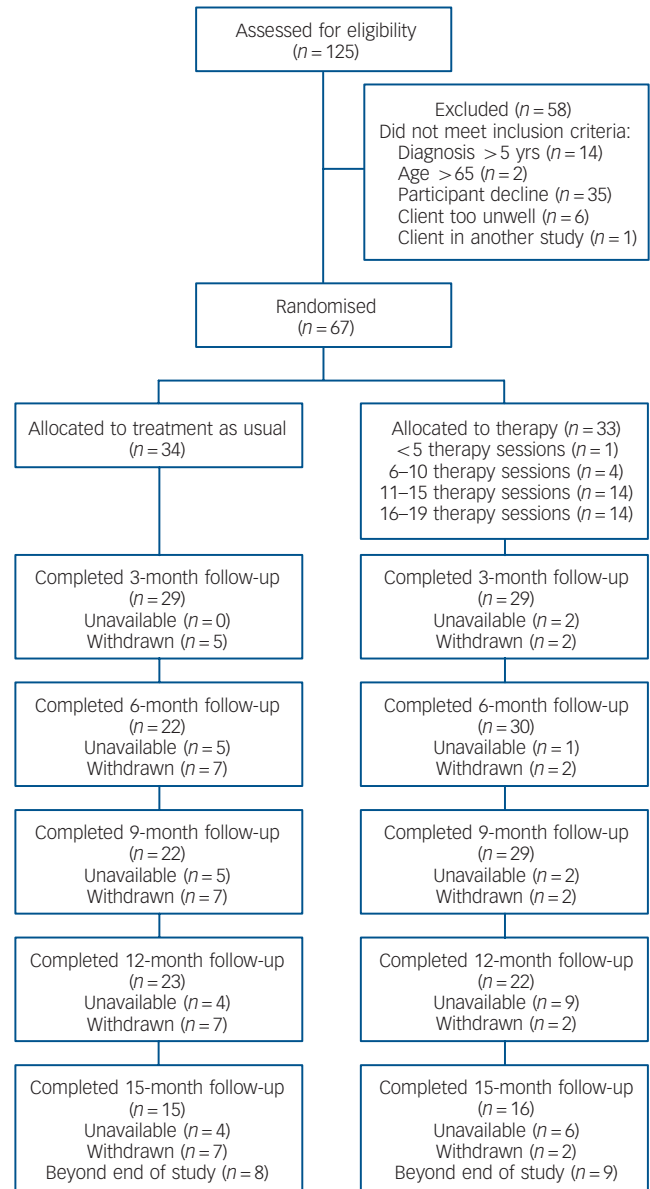 Assessed for eligibility
(n = 125)
Excluded (n = 58)
Did not meet inclusion criteria:
Diagnosis >5 yrs (n = 14)
Age >65 (n = 2)
Participant decline (n = 35)
Client too unwell (n = 6)
Client in another study (n = 1)
Randomised
(n = 67)
Allocated to treatment as usual
(n = 34)
Allocated to therapy (n = 33)
<5 therapy sessions (n = 1)
6–10 therapy sessions (n = 4)
11–15 therapy sessions (n = 14)
16–19 therapy sessions (n = 14)
Completed 3-month follow-up
(n = 29)
Unavailable (n = 0)
Withdrawn (n = 5)
Completed 3-month follow-up
(n = 29)
Unavailable (n = 2)
Withdrawn (n = 2)
Completed 6-month follow-up
(n = 22)
Unavailable (n = 5)
Withdrawn (n = 7)
Completed 6-month follow-up
(n = 30)
Unavailable (n = 1)
Withdrawn (n = 2)
Completed 9-month follow-up
(n = 22)
Unavailable (n = 5)
Withdrawn (n = 7)
Completed 9-month follow-up
(n = 29)
Unavailable (n = 2)
Withdrawn (n = 2)
Completed 12-month follow-up
(n = 23)
Unavailable (n = 4)
Withdrawn (n = 7)
Completed 12-month follow-up
(n = 22)
Unavailable (n = 9)
Withdrawn (n = 2)
Completed 15-month follow-up
(n = 15)
Unavailable (n = 4)
Withdrawn (n = 7)
Beyond end of study (n = 8)
Completed 15-month follow-up
(n = 16)
Unavailable (n = 6)
Withdrawn (n = 2)
Beyond end of study (n = 9)